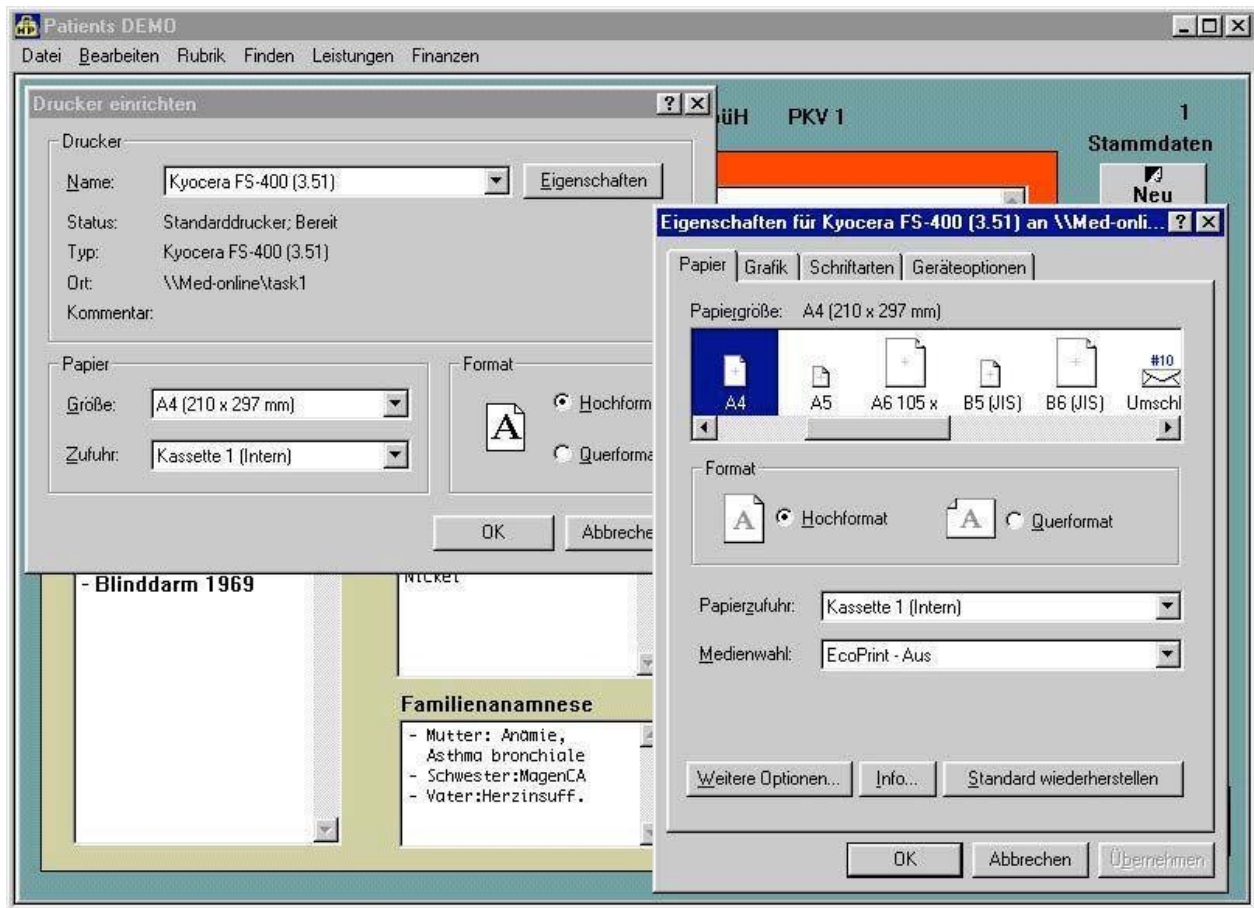 Patients DEMO
Datei Bearbeiten Rubrik Finden Leistungen Finanzen
Drucker einrichten
Drucker
Name: Kyocera FS-400 (3.51) Eigenschaften
Status: Standarddrucker; Bereit
Typ: Kyocera FS-400 (3.51)
Ort: \\Med-online\task1
Kommentar:
Papier
Größe: A4 (210 x 297 mm)
Zufuhr: Kassette 1 (Intern)
Format
Hochform
Querforma
OK Abbreche
üH PKV 1
1
Stammdaten
Neu
Eigenschaften für Kyocera FS-400 (3.51) an \\Med-onli...
Papier Grafik Schriftarten Geräteoptionen
Papiergröße: A4 (210 x 297 mm)
#10
A4 A5 A6 105 x B5 (JIS) B6 (JIS) Umschl
Format
A Hochformat A Querformat
Papierzufuhr: Kassette 1 (Intern)
Medienwahl: EcoPrint - Aus
Weitere Optionen... Info... Standard wiederherstellen
OK Abbrechen Übernehmen
- Blinddarm 1969
Nickel
Familienanamnese
- Mutter: Anämie,
Asthma bronchiale
- Schwester:MagenCA
- Vater:Herzinsuff.